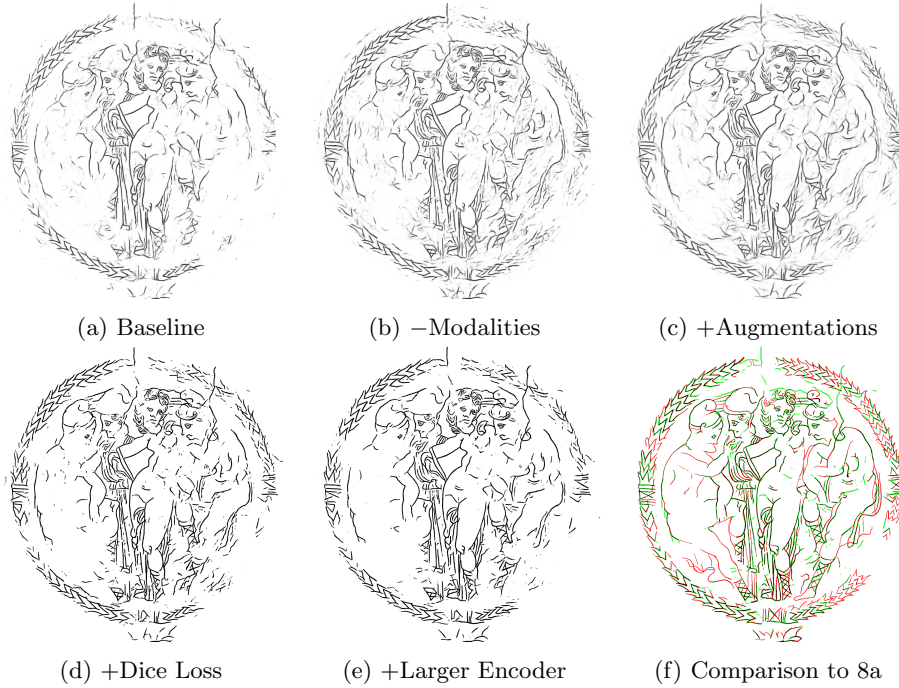 (a) Baseline
(b) −Modalities
(c) +Augmentations
(d) +Dice Loss
(e) +Larger Encoder
(f) Comparison to 8a